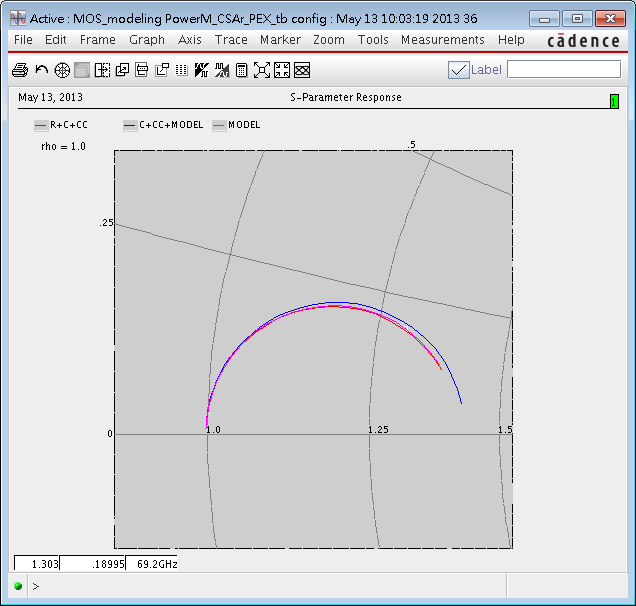 Active : MOS_modeling PowerM_CSAr_PEX_tb config : May 13 10:03:19 2013 36
File Edit Frame Graph Axis Trace Marker Zoom Tools Measurements Help cādence
Label
May 13, 2013 S-Parameter Response 1
R+C+CC C+CC+MODEL MODEL
rho = 1.0
.5
.25
0 1.0 1.25 1.5
1.303 .18995 69.2GHz
>